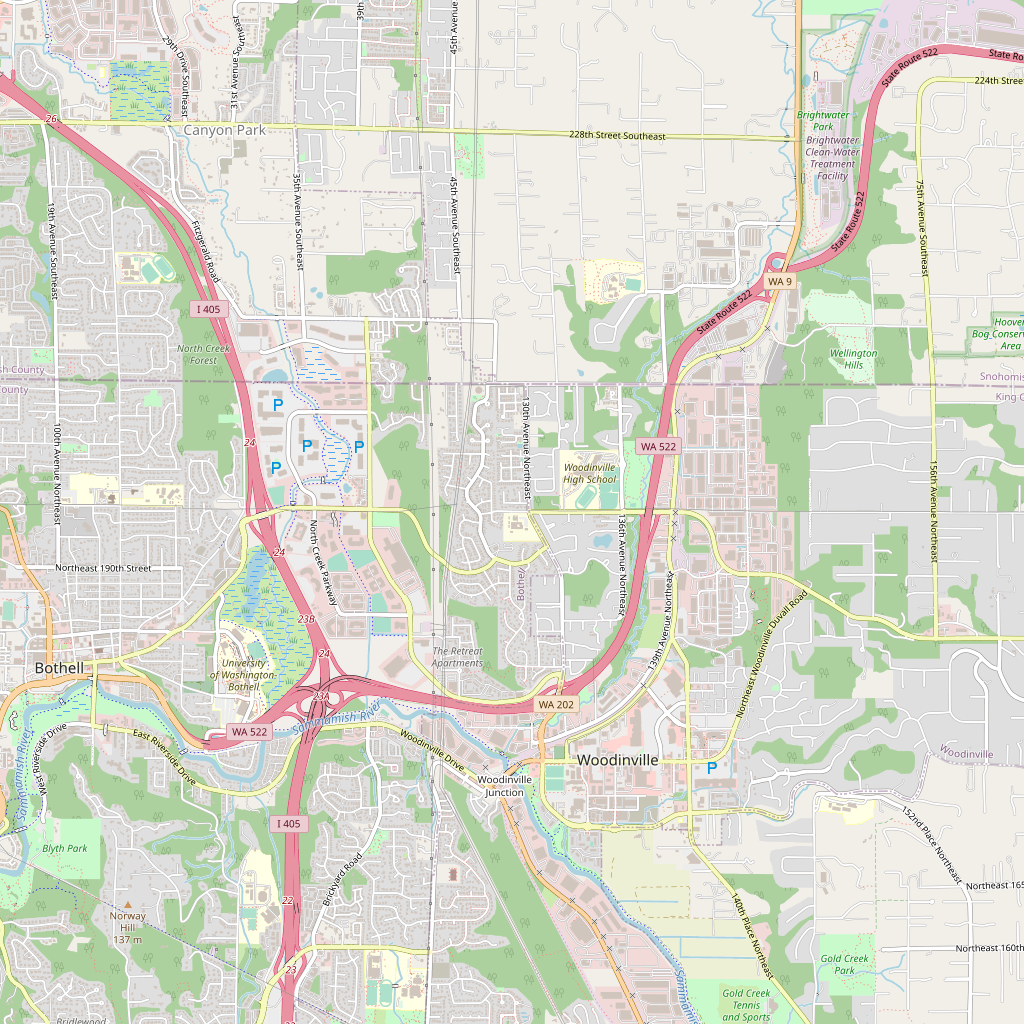 29th Drive Southeast
31st Avenue Southeast
39th
45th Avenue
State Route 522
State Ro
224th Street
26
Canyon Park
228th Street Southeast
Brightwater
Park
Brightwater
Clean-Water
Treatment
Facility
35th Avenue Southeast
45th Avenue Southeast
75th Avenue Southeast
19th Avenue Southeast
Fitzgerald Road
State Route 522
WA 9
I 405
State Route 522
North Creek
Forest
Wellington
Hills
Hoover
Bog Conserv
Area
sh County
County
Snohomis
King C
P
130th Avenue Northeast
100th Avenue Northeast
24
P
P
P
WA 522
Woodinville
High School
156th Avenue Northeast
North Creek Parkway
136th Avenue Northeast
24
Northeast 190th Street
Bothell
139th Avenue Northeast
Northeast Woodinville Duvall Road
23B
24
The Retreat
Apartments
Bothell
University
of Washington-
Bothell
23A
WA 202
Sammamish River
WA 522
Sammamish River
West Riverside Drive
East Riverside Drive
Woodinville Drive
Woodinville
Woodinville
P
Woodinville
Junction
I 405
152nd Place Northeast
Blyth Park
Brickyard Road
Northeast 165
22
Norway
Hill
137 m
140th Place Northeast
Northeast 160th
Gold Creek
Park
23
Sammam
Gold Creek
Tennis
and Sports
Bridlewood